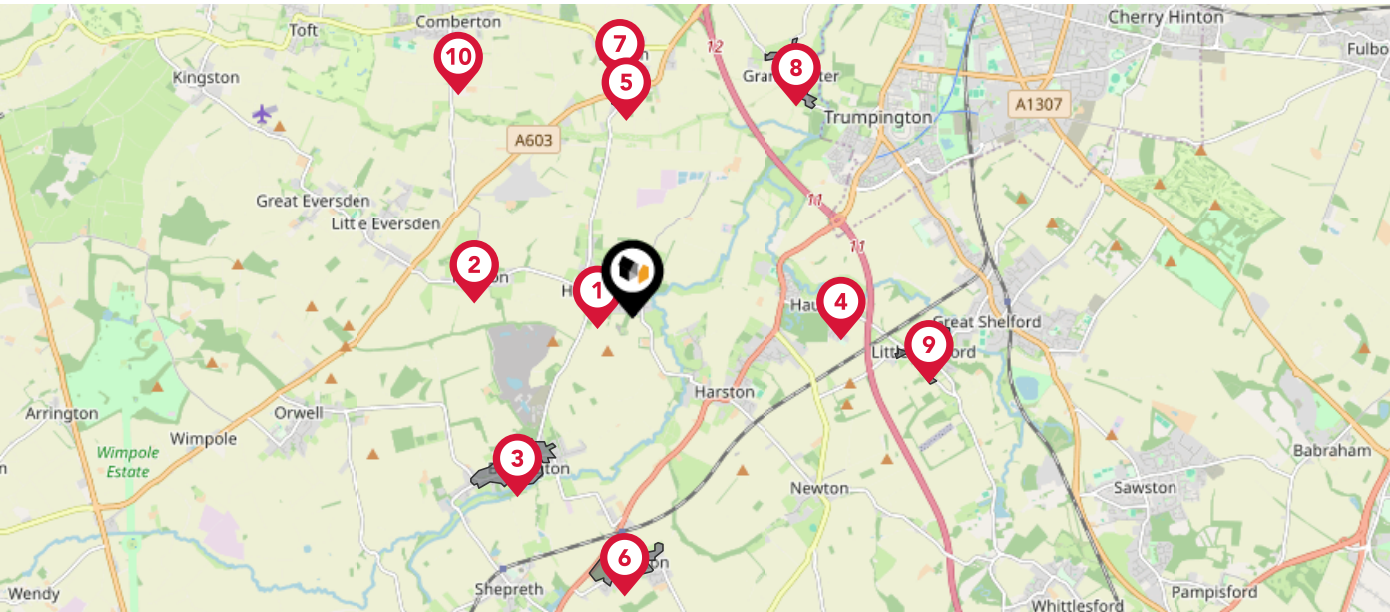 Cherry Hinton
Comberton
Toft
7
12
Fulbo
10
8
Kingston
5
A1307
Trumpington
A603
Great Eversden
11
Little Eversden
11
2
1
4
Great Shelford
9
Harston
Arrington
Orwell
Wimpole
Wimpole
Estate
3
Babraham
Newton
Sawston
6
Shepreth
Wendy
Pampisford
Whittlesford